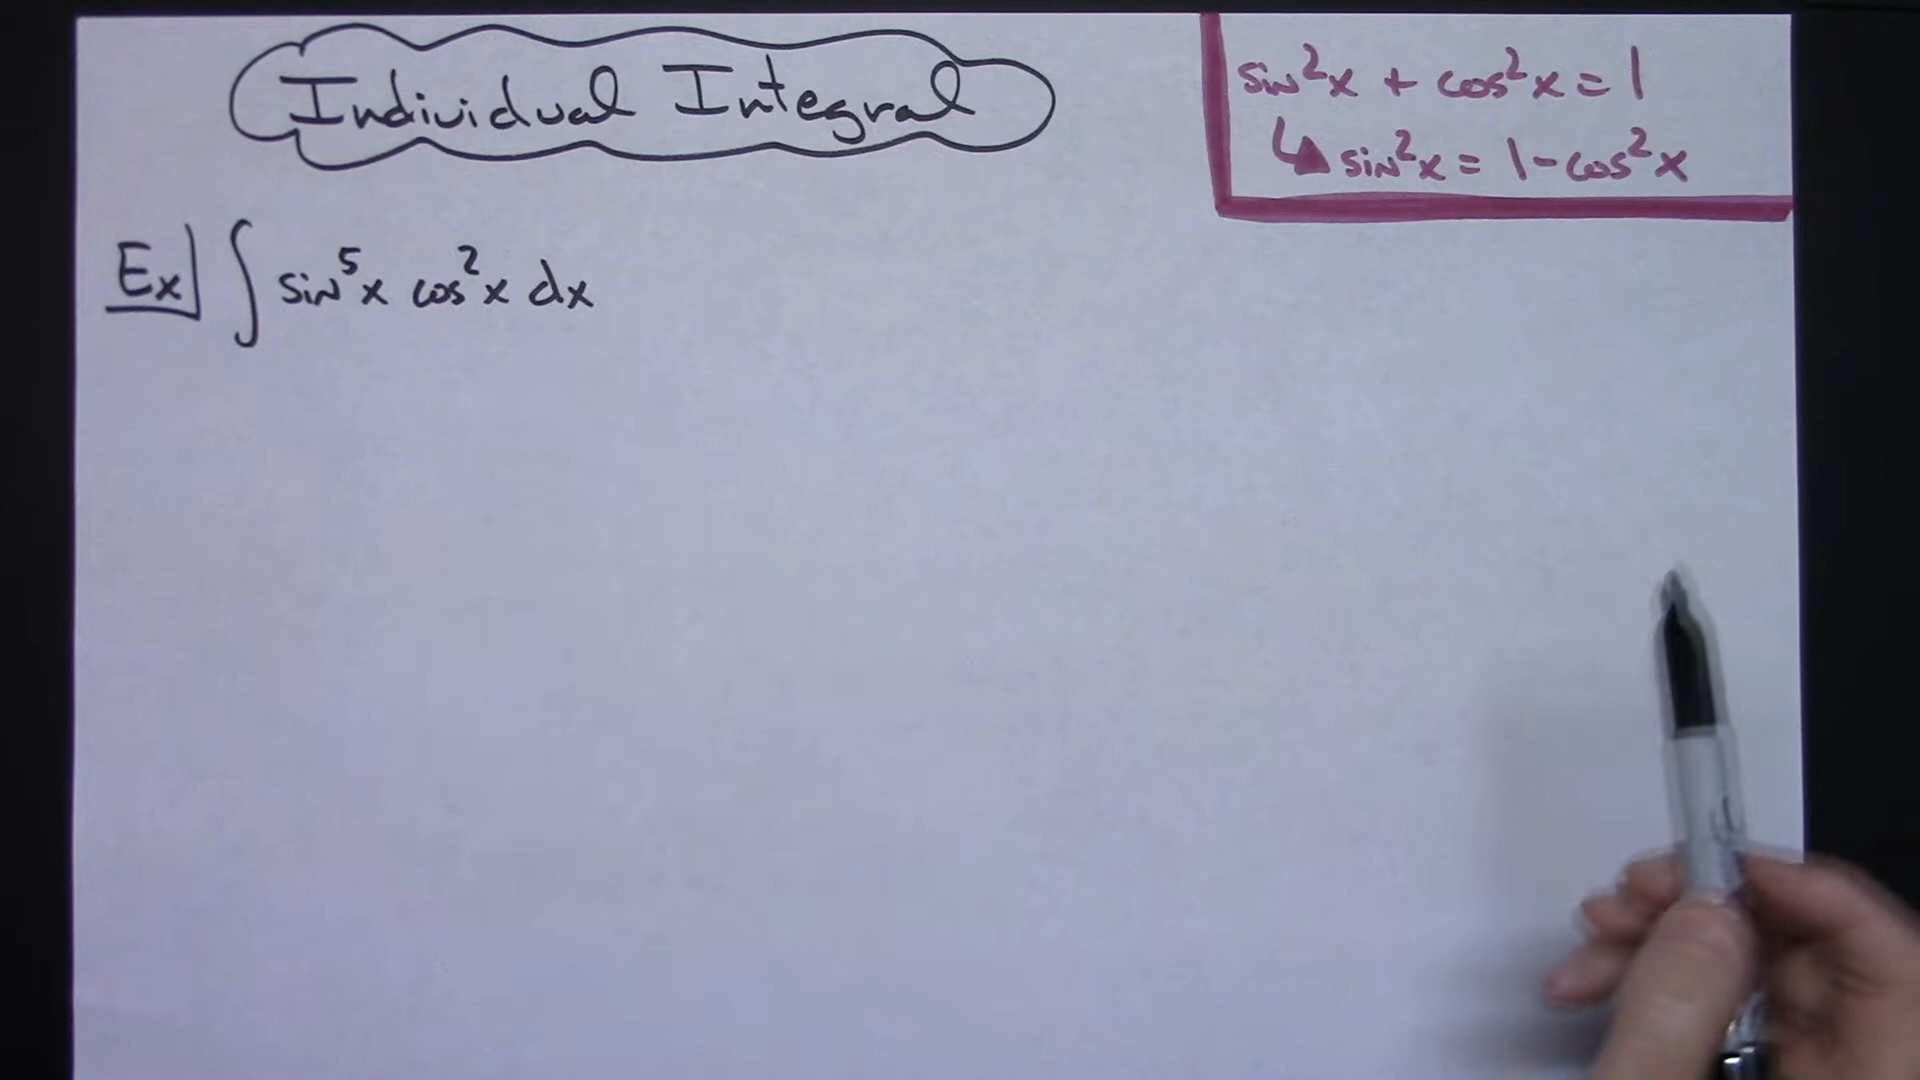 Individual Integral
sin²x + cos²x = 1
↳ sin²x = 1 - cos²x
Ex ∫ sin⁵x cos²x dx